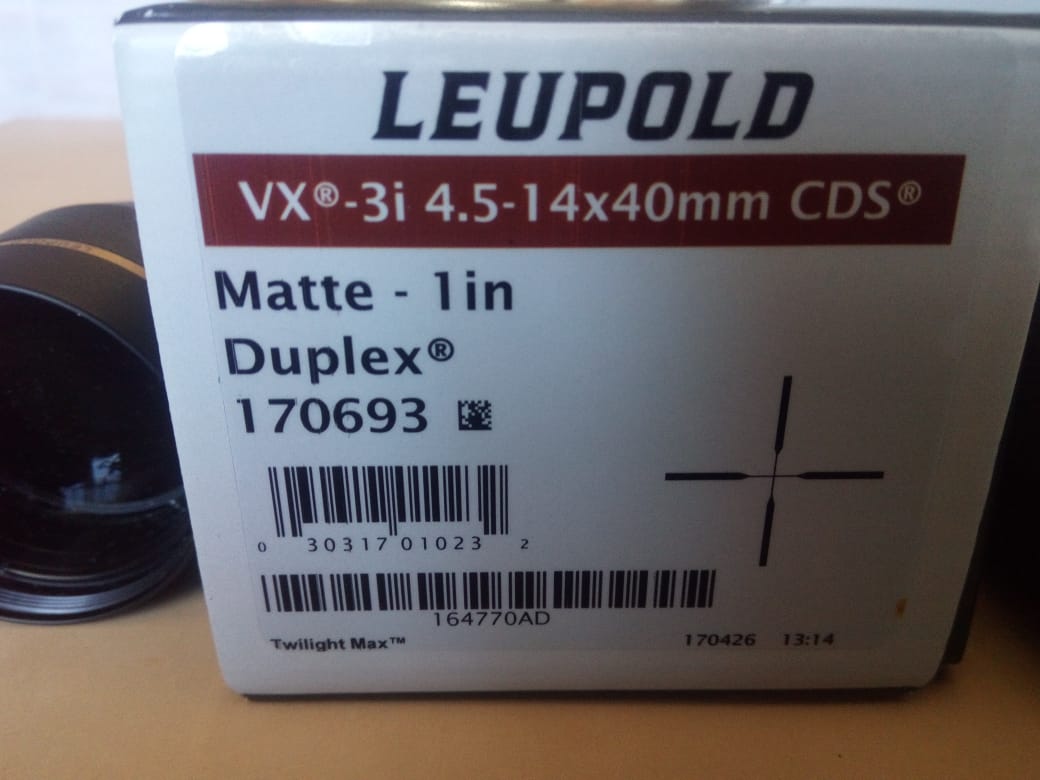 LEUPOLD
VX®-3i 4.5-14x40mm CDS®
Matte - 1in
Duplex®
170693
0 30317 01023 2
164770AD
Twilight Max™ 170426 13:14